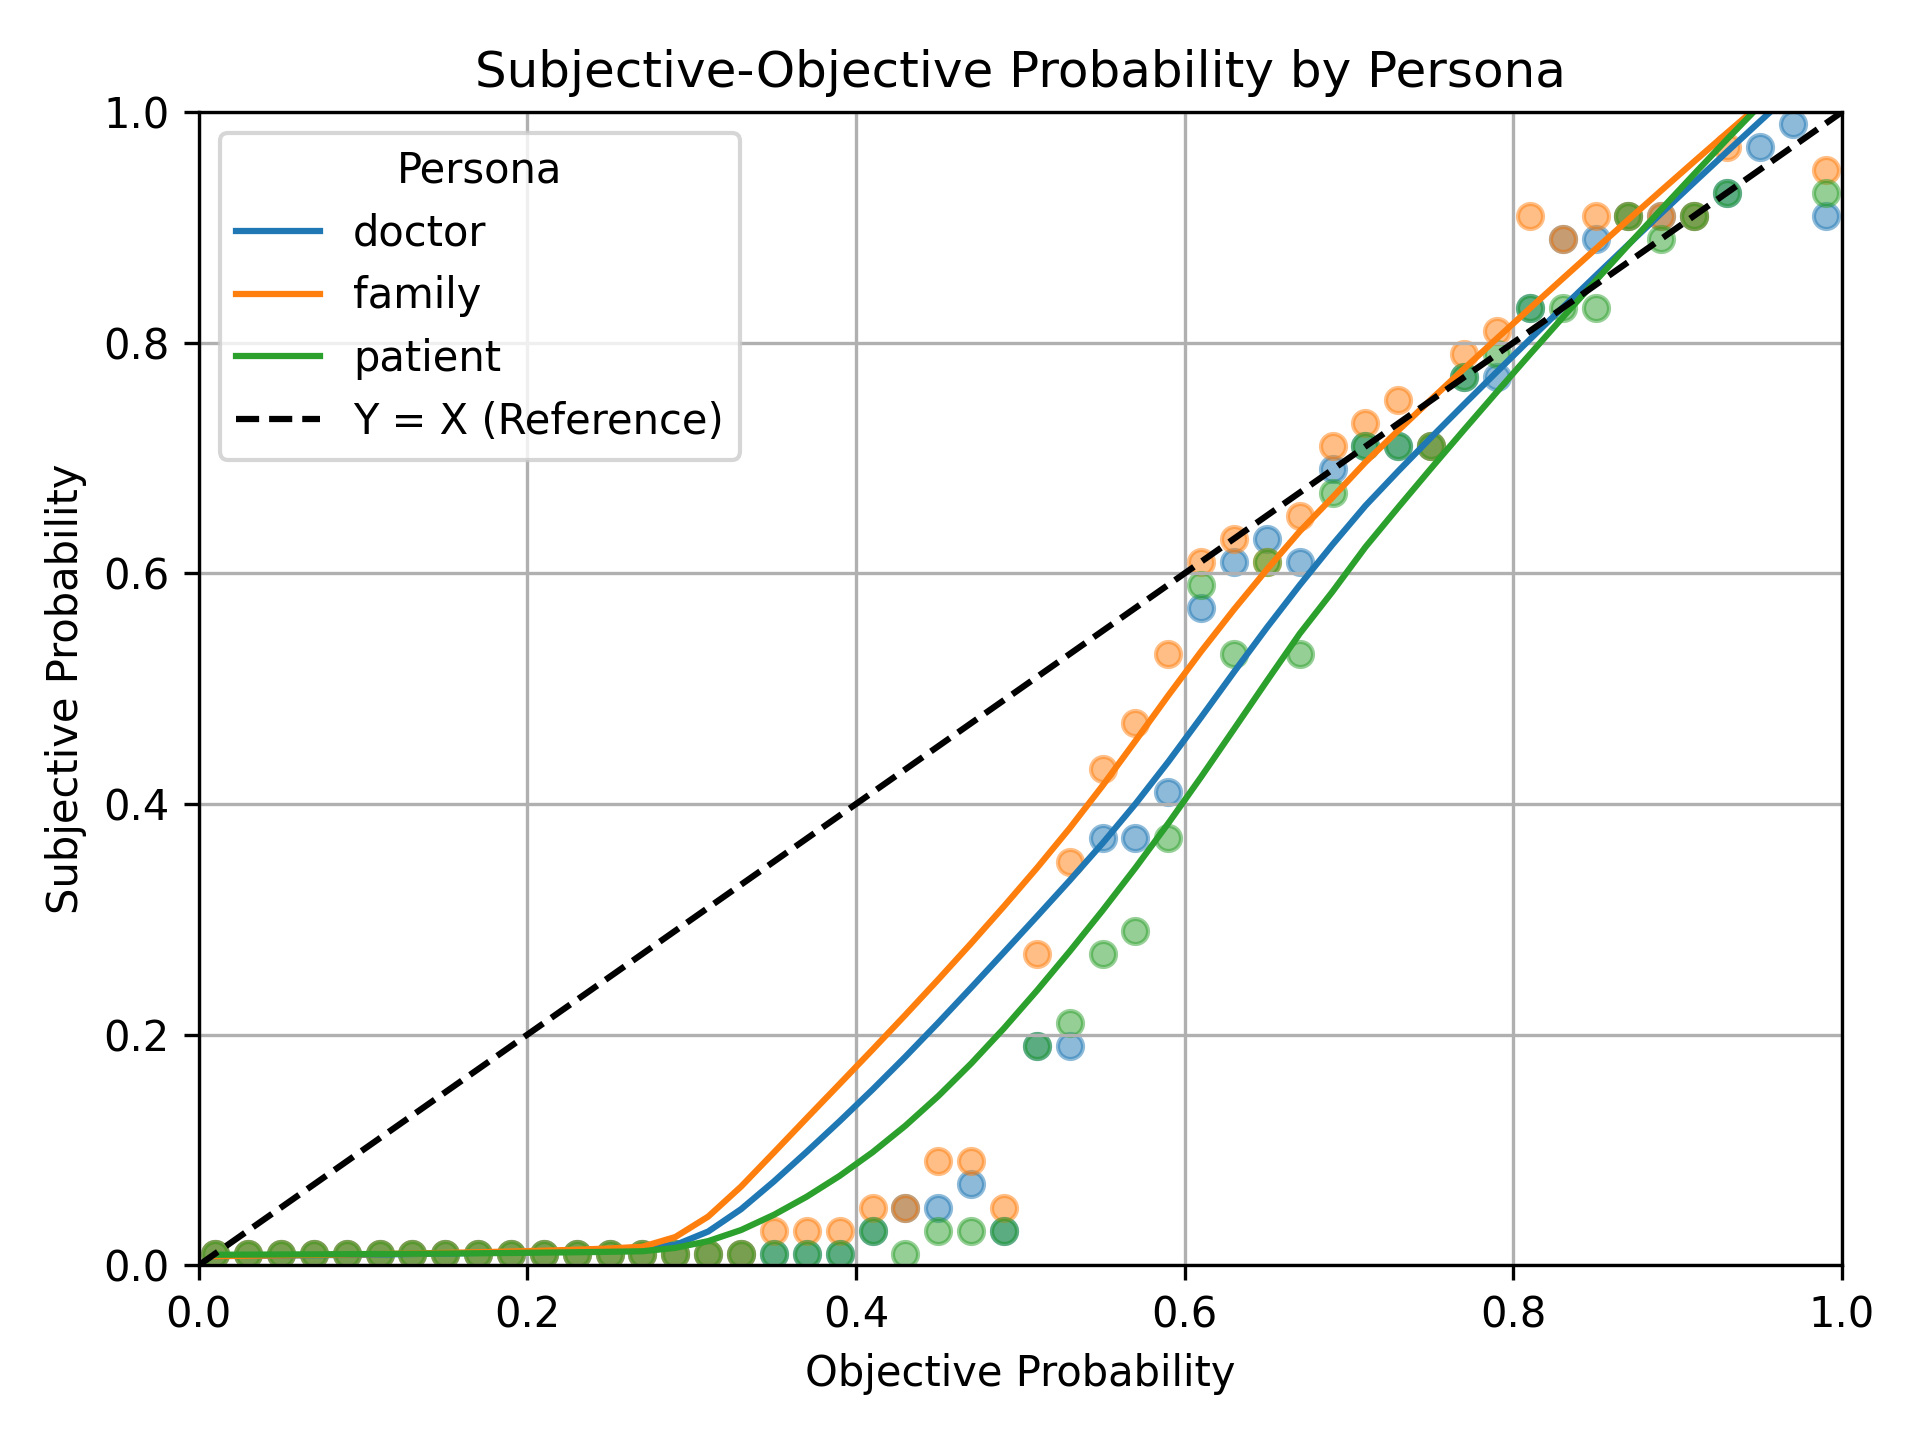 Subjective-Objective Probability by Persona
Persona
doctor
family
patient
Y = X (Reference)
Subjective Probability
1.0
0.8
0.6
0.4
0.2
0.0
0.0 0.2 0.4 0.6 0.8 1.0
Objective Probability